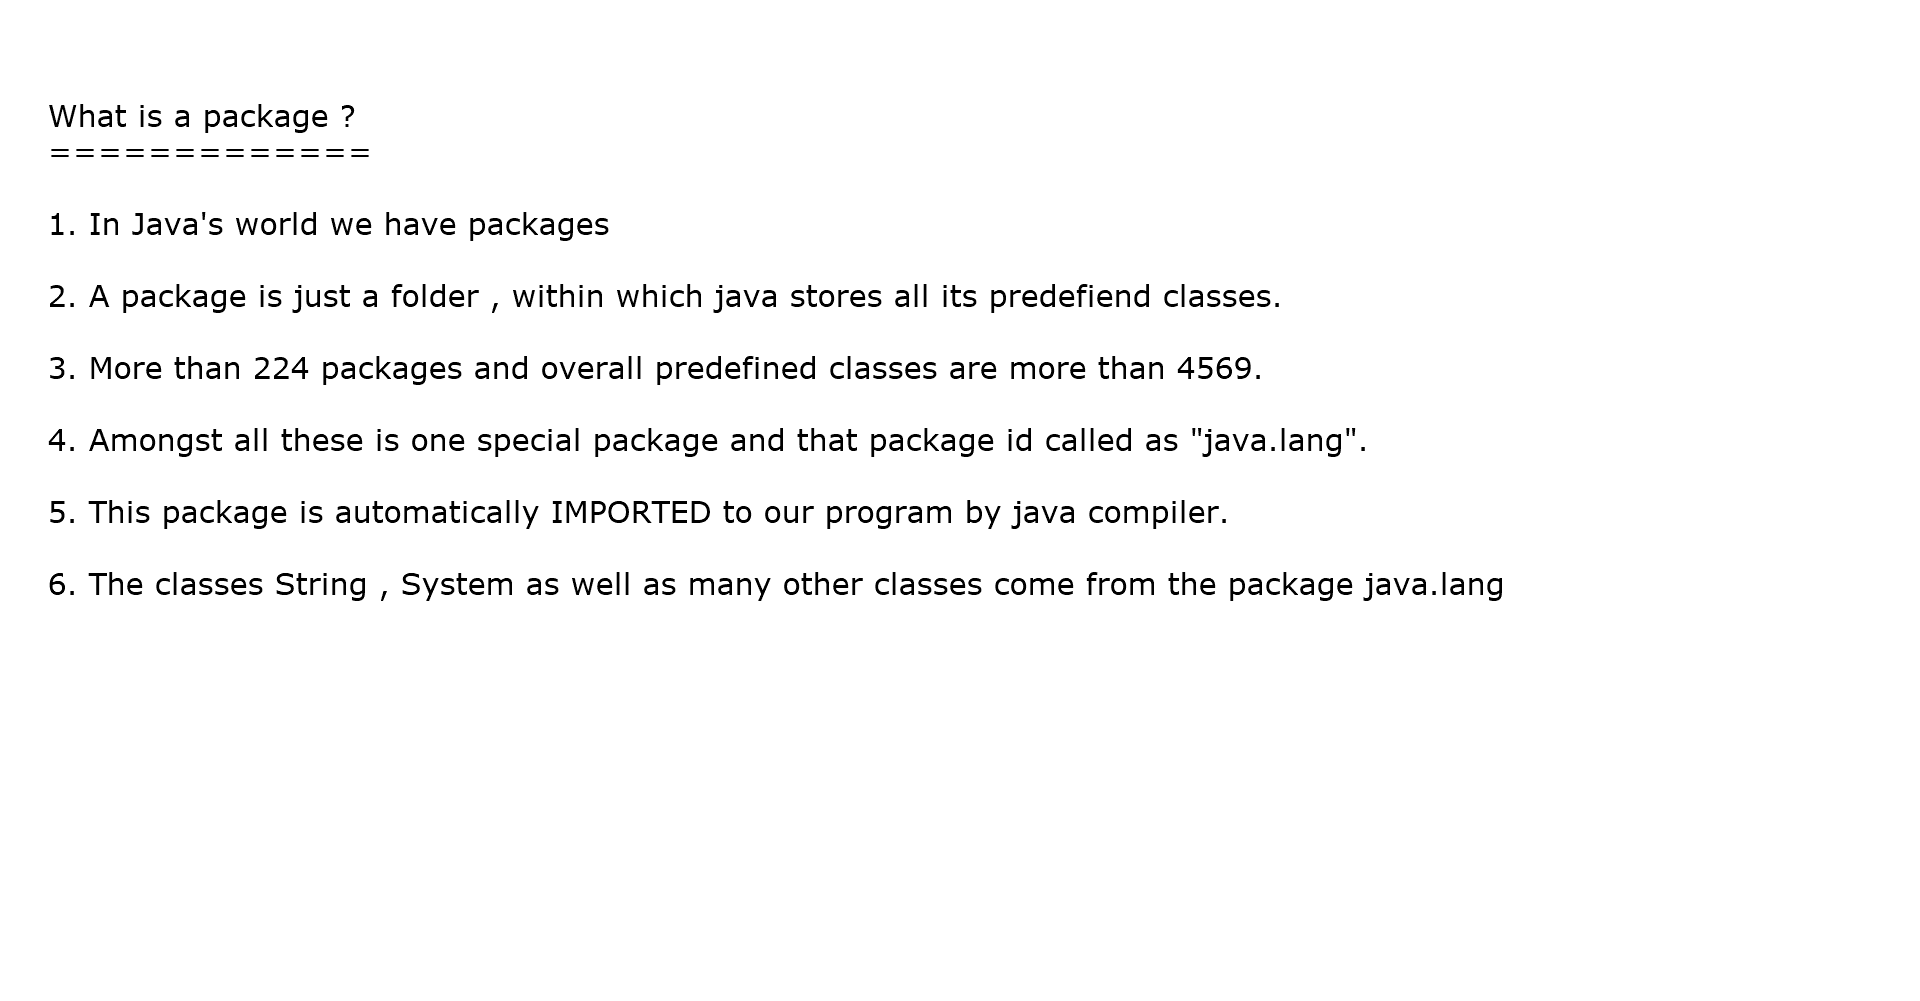 What is a package ?
=============
1. In Java's world we have packages
2. A package is just a folder , within which java stores all its predefiend classes.
3. More than 224 packages and overall predefined classes are more than 4569.
4. Amongst all these is one special package and that package id called as "java.lang".
5. This package is automatically IMPORTED to our program by java compiler.
6. The classes String , System as well as many other classes come from the package java.lang